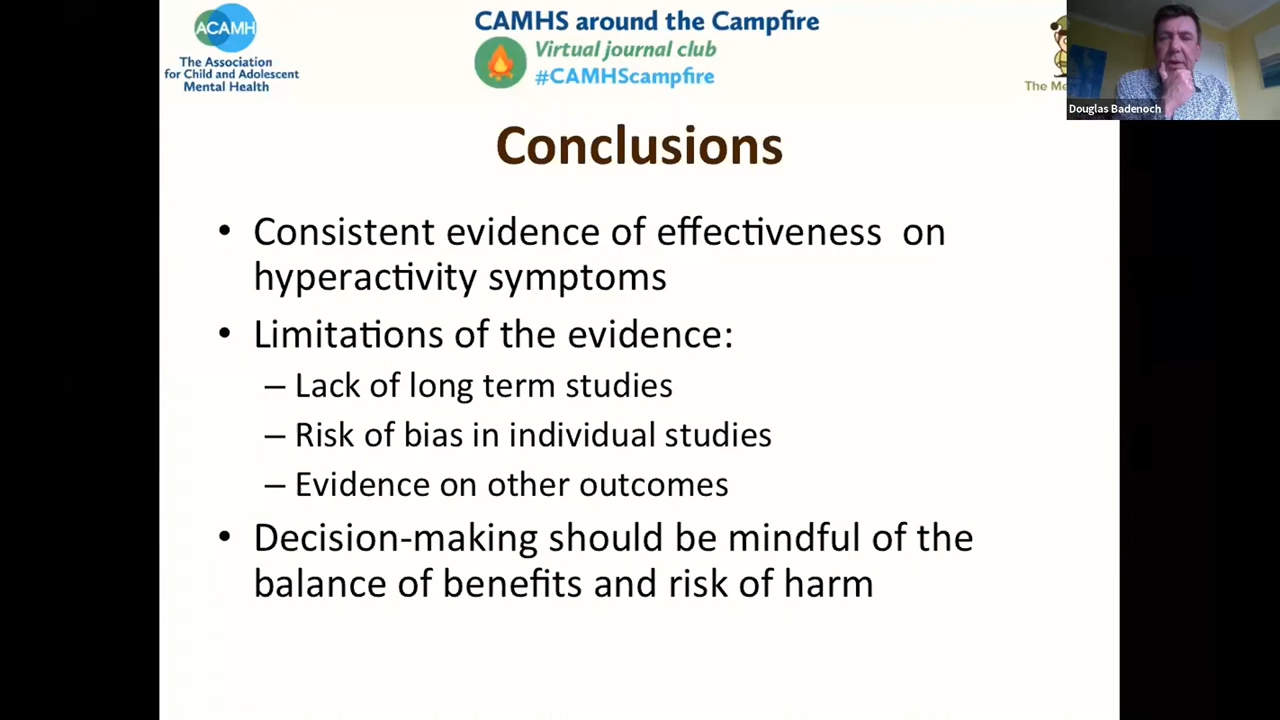 ACAMH
The Association
for Child and Adolescent
Mental Health
CAMHS around the Campfire
Virtual journal club
#CAMHScampfire
The
Douglas Badenoch
Conclusions
• Consistent evidence of effectiveness on
hyperactivity symptoms
• Limitations of the evidence:
– Lack of long term studies
– Risk of bias in individual studies
– Evidence on other outcomes
• Decision-making should be mindful of the
balance of benefits and risk of harm